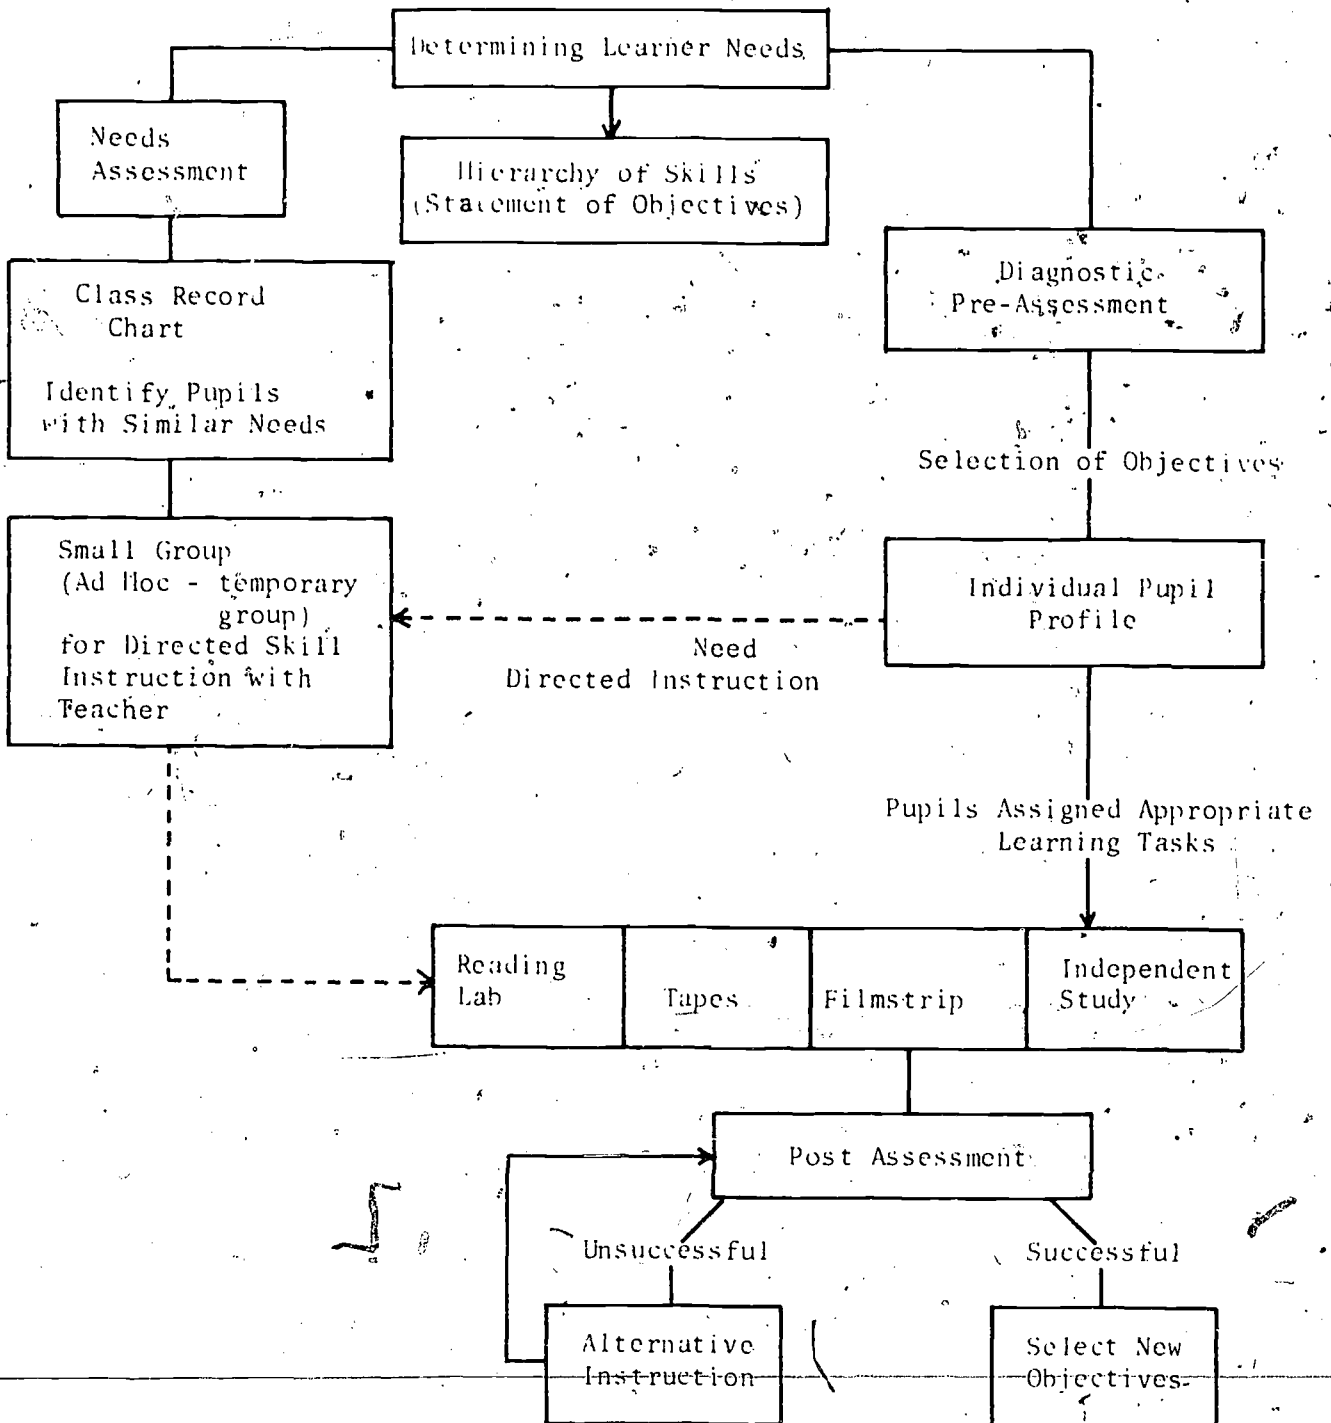 Determining Learner Needs
Needs
Assessment
Hierarchy of Skills
(Statement of Objectives)
Class Record
Chart
Identify Pupils
with Similar Needs
Diagnostic
Pre-Assessment
Selection of Objectives
Small Group
(Ad Hoc - temporary
group)
for Directed Skill
Instruction with
Teacher
Need
Directed Instruction
Individual Pupil
Profile
Pupils Assigned Appropriate
Learning Tasks
Reading
Lab
Tapes
Filmstrip
Independent
Study
Post Assessment
Unsuccessful
Successful
Alternative
Instruction
Select New
Objectives